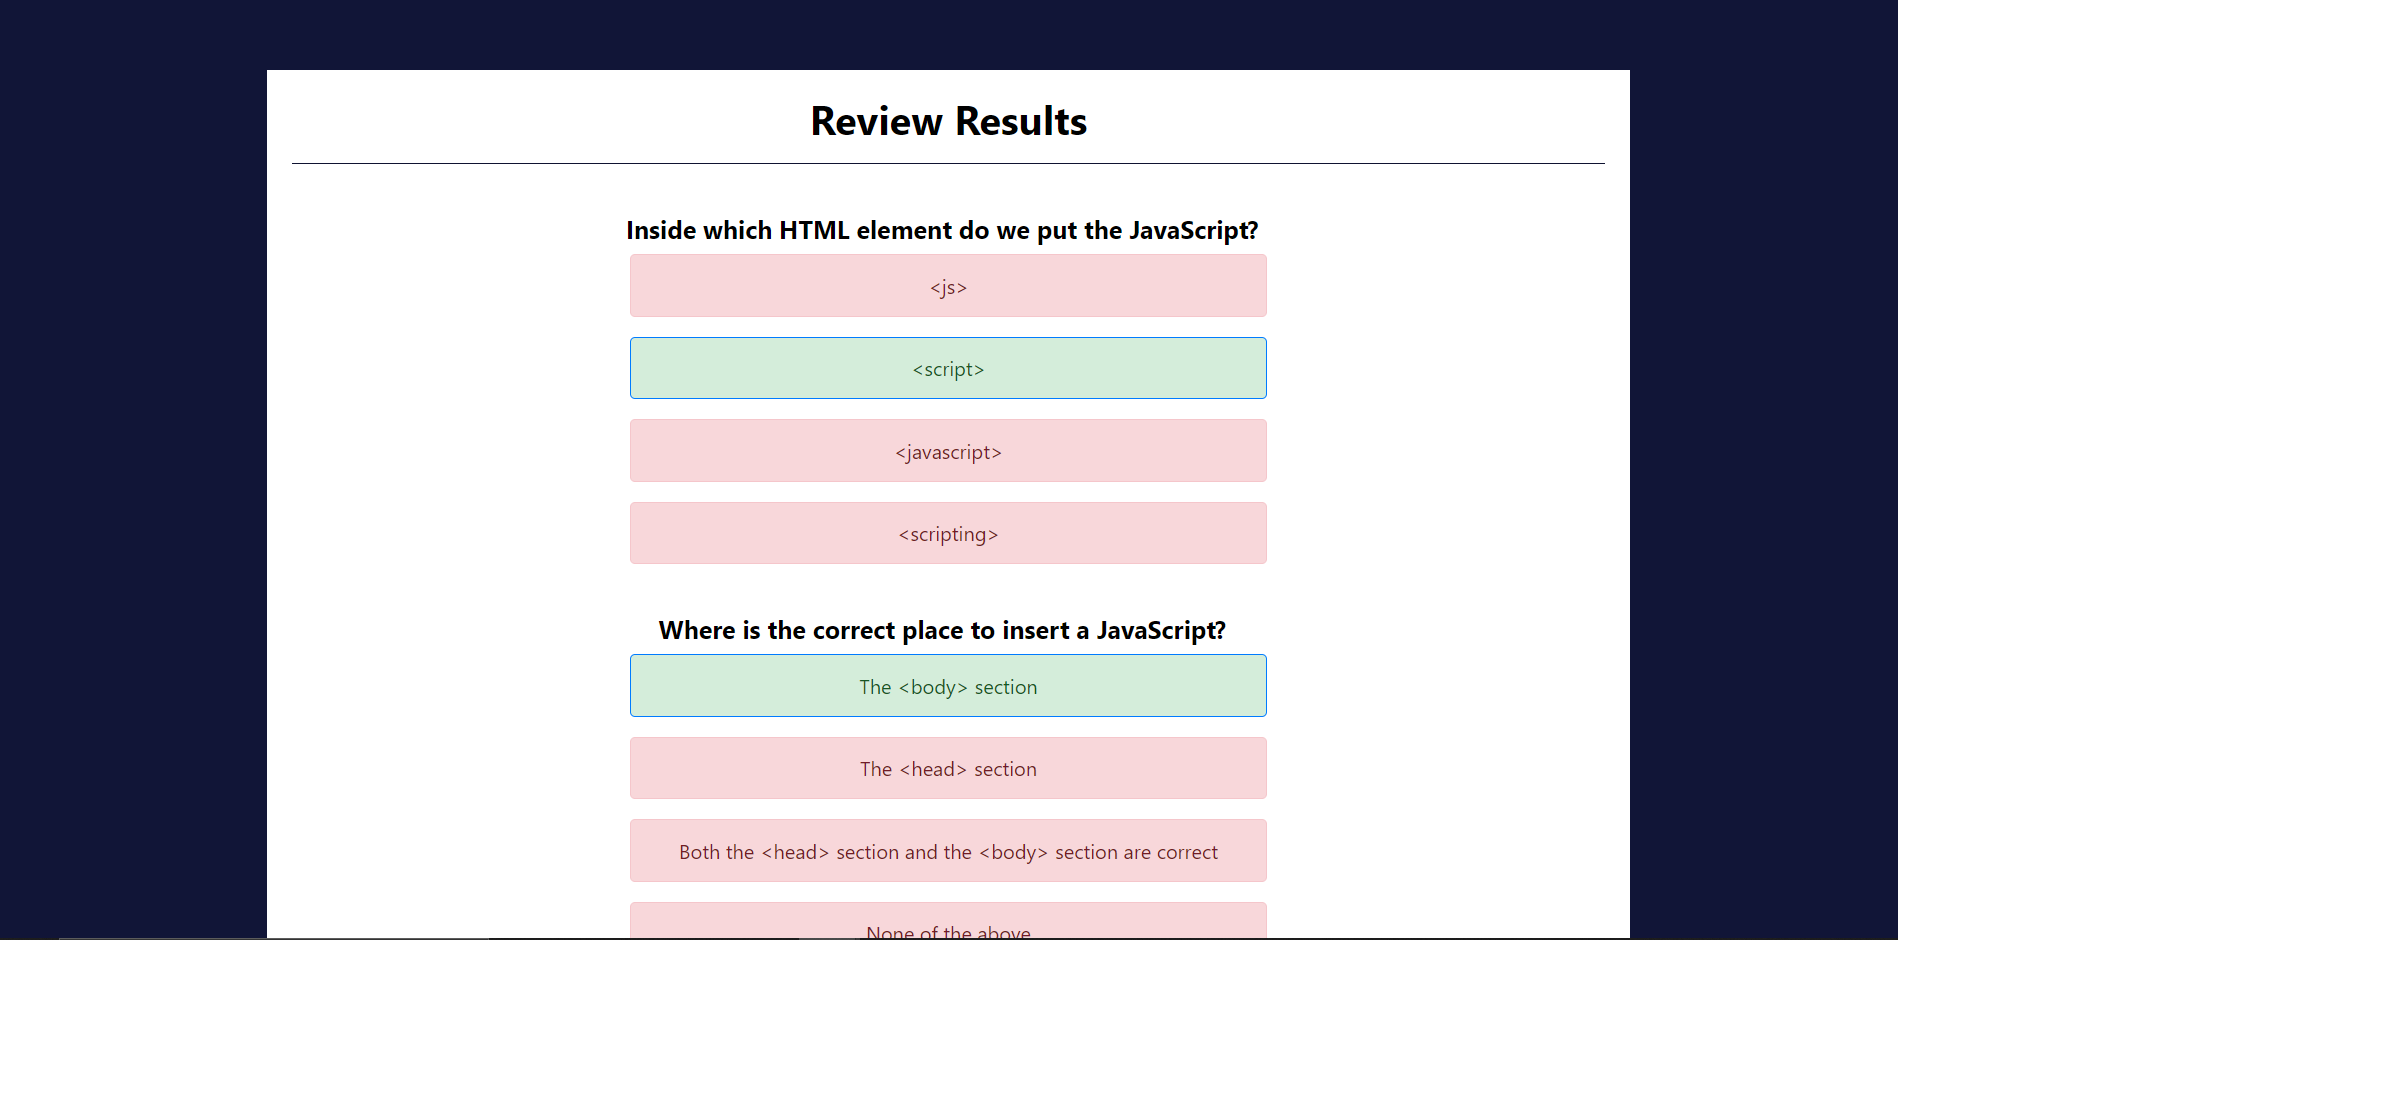 Review Results
Inside which HTML element do we put the JavaScript?
<js>
<script>
<javascript>
<scripting>
Where is the correct place to insert a JavaScript?
The <body> section
The <head> section
Both the <head> section and the <body> section are correct
None of the above